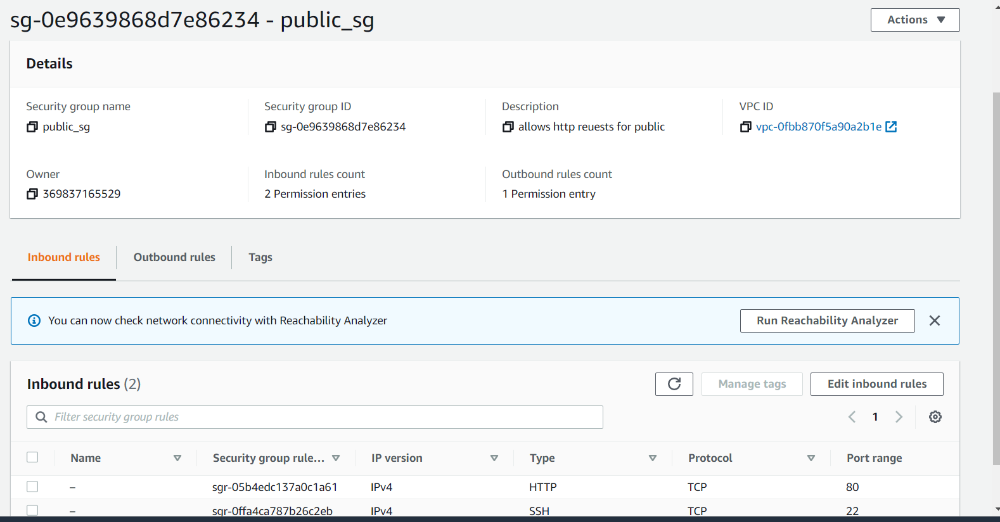 sg-0e9639868d7e86234 - public_sg
Actions
Details
Security group name
Security group ID
Description
VPC ID
public_sg
sg-0e9639868d7e86234
allows http reuests for public
vpc-0fbb870f5a90a2b1e
Owner
Inbound rules count
Outbound rules count
369837165529
2 Permission entries
1 Permission entry
Inbound rules
Outbound rules
Tags
You can now check network connectivity with Reachability Analyzer
Run Reachability Analyzer
Inbound rules (2)
Manage tags
Edit inbound rules
Filter security group rules
1
Name
Security group rule...
IP version
Type
Protocol
Port range
– sgr-05b4edc137a0c1a61 IPv4 HTTP TCP 80
– sgr-0ffa4ca787b26c2eb IPv4 SSH TCP 22